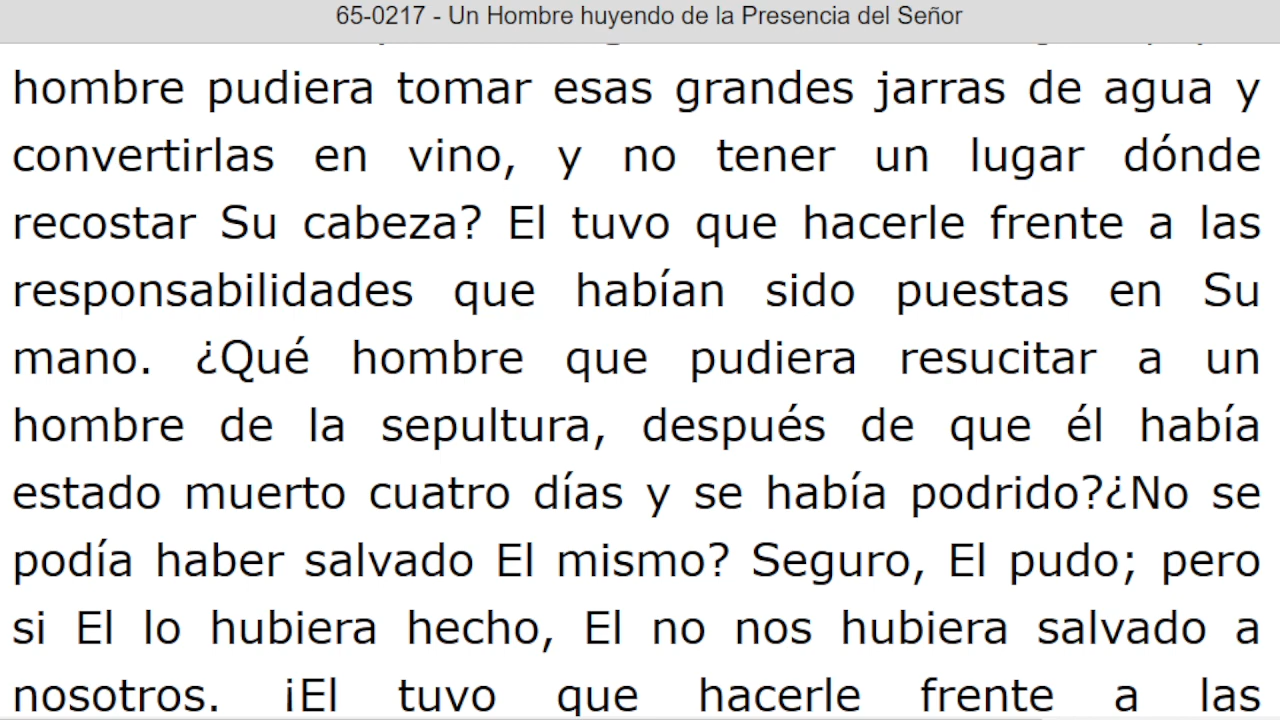 65-0217 - Un Hombre huyendo de la Presencia del Señor
hombre pudiera tomar esas grandes jarras de agua y
convertirlas en vino, y no tener un lugar dónde
recostar Su cabeza? El tuvo que hacerle frente a las
responsabilidades que habían sido puestas en Su
mano. ¿Qué hombre que pudiera resucitar a un
hombre de la sepultura, después de que él había
estado muerto cuatro días y se había podrido?¿No se
podía haber salvado El mismo? Seguro, El pudo; pero
si El lo hubiera hecho, El no nos hubiera salvado a
nosotros. ¡El tuvo que hacerle frente a las